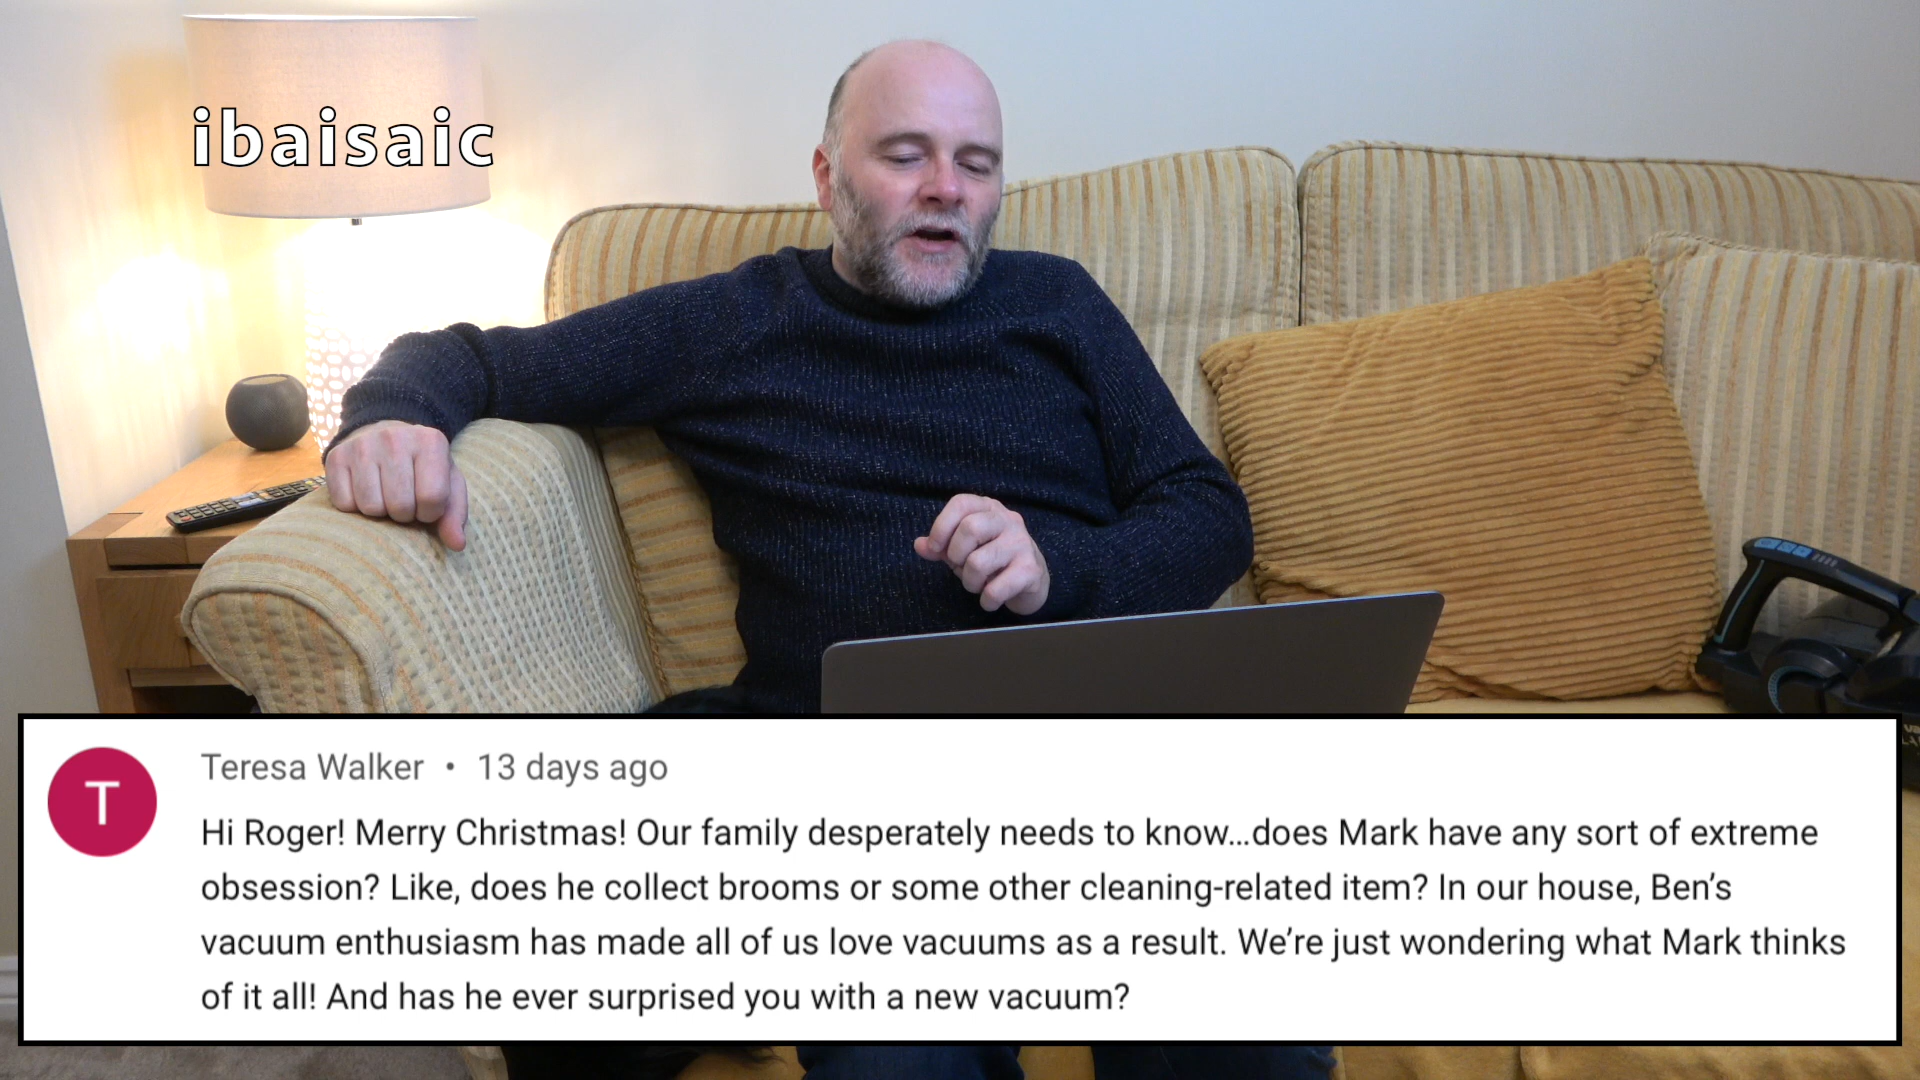 ibaisaic
T
Teresa Walker • 13 days ago
Hi Roger! Merry Christmas! Our family desperately needs to know...does Mark have any sort of extreme
obsession? Like, does he collect brooms or some other cleaning-related item? In our house, Ben's
vacuum enthusiasm has made all of us love vacuums as a result. We're just wondering what Mark thinks
of it all! And has he ever surprised you with a new vacuum?